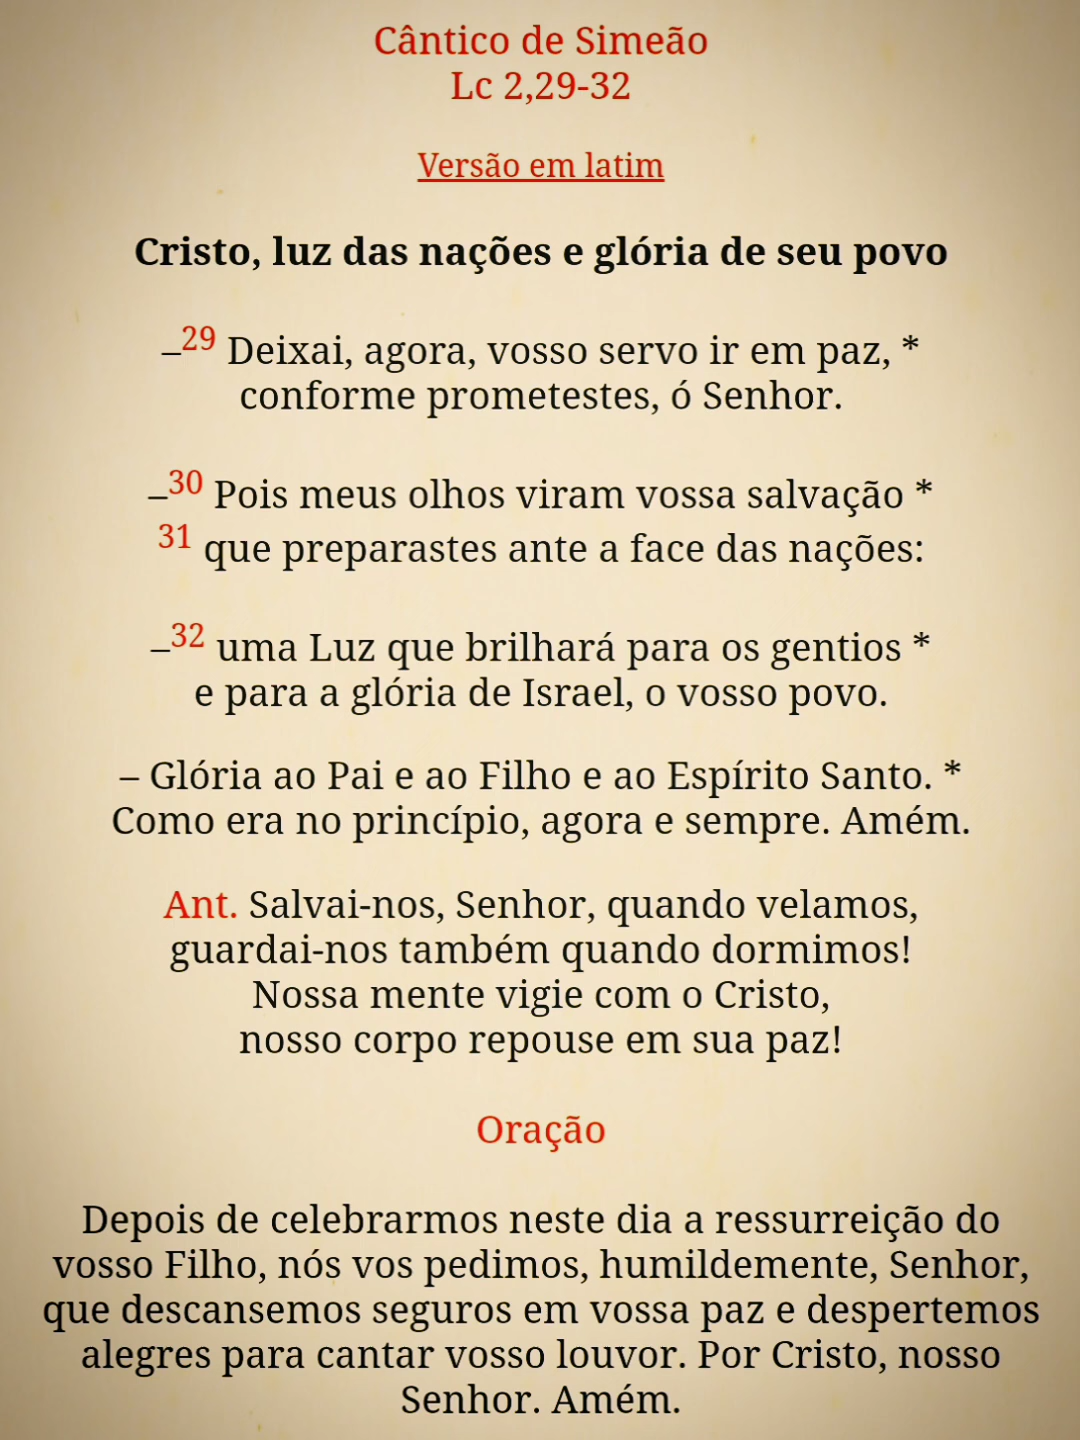 Cântico de Simeão
Lc 2,29-32
Versão em latim
Cristo, luz das nações e glória de seu povo
–29 Deixai, agora, vosso servo ir em paz, *
conforme prometestes, ó Senhor.
–30 Pois meus olhos viram vossa salvação *
31 que preparastes ante a face das nações:
–32 uma Luz que brilhará para os gentios *
e para a glória de Israel, o vosso povo.
– Glória ao Pai e ao Filho e ao Espírito Santo. *
Como era no princípio, agora e sempre. Amém.
Ant. Salvai-nos, Senhor, quando velamos,
guardai-nos também quando dormimos!
Nossa mente vigie com o Cristo,
nosso corpo repouse em sua paz!
Oração
Depois de celebrarmos neste dia a ressurreição do
vosso Filho, nós vos pedimos, humildemente, Senhor,
que descansemos seguros em vossa paz e despertemos
alegres para cantar vosso louvor. Por Cristo, nosso
Senhor. Amém.